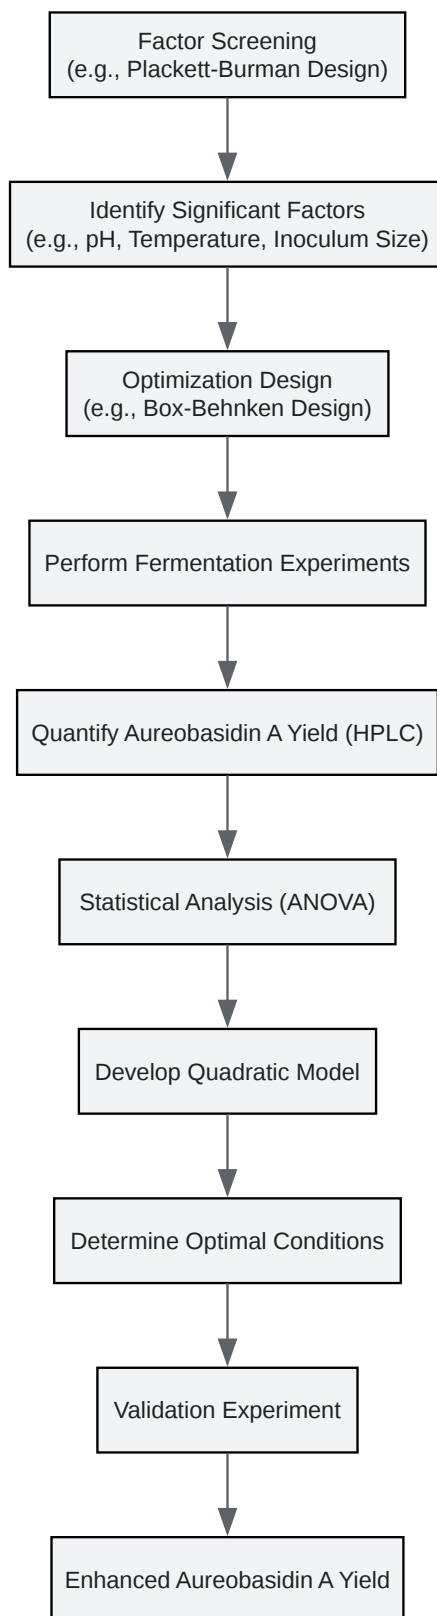 Factor Screening
(e.g., Plackett-Burman Design)
Identify Significant Factors
(e.g., pH, Temperature, Inoculum Size)
Optimization Design
(e.g., Box-Behnken Design)
Perform Fermentation Experiments
Quantify Aureobasidin A Yield (HPLC)
Statistical Analysis (ANOVA)
Develop Quadratic Model
Determine Optimal Conditions
Validation Experiment
Enhanced Aureobasidin A Yield